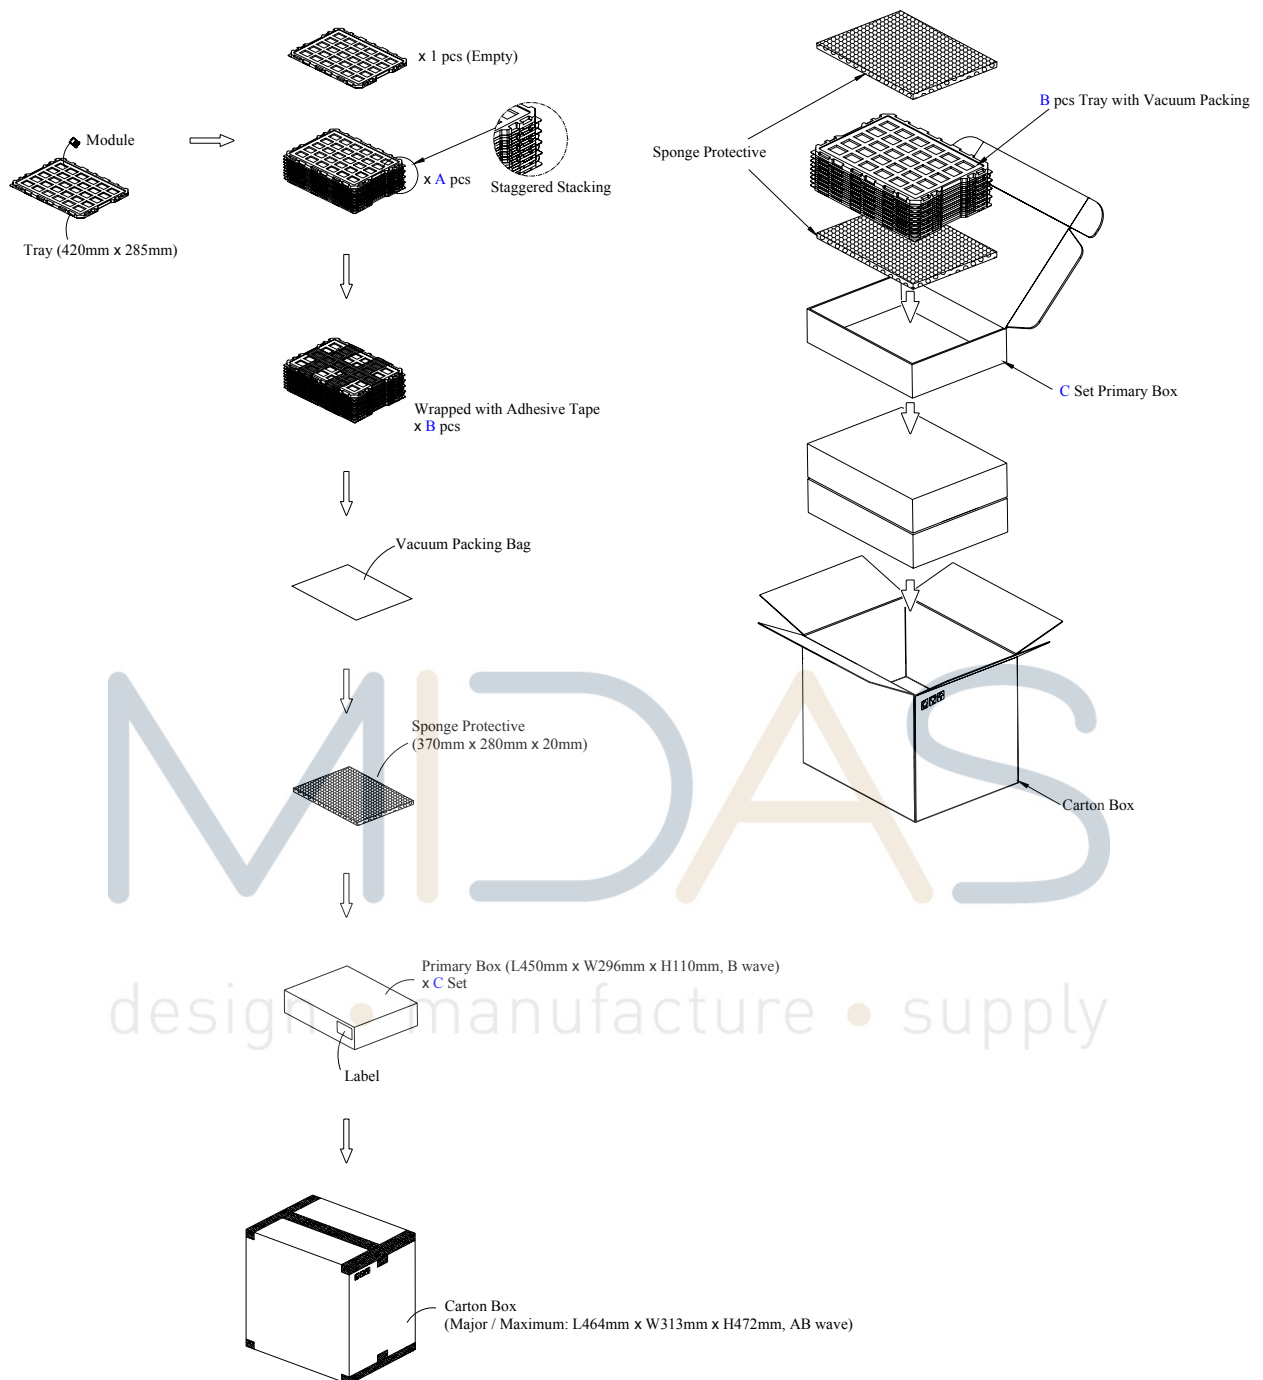 x 1 pcs (Empty)
Module
Tray (420mm x 285mm)
x A pcs
Staggered Stacking
Wrapped with Adhesive Tape
x B pcs
Vacuum Packing Bag
Sponge Protective
(370mm x 280mm x 20mm)
Primary Box (L450mm x W296mm x H110mm, B wave)
x C Set
Label
Carton Box
(Major / Maximum: L464mm x W313mm x H472mm, AB wave)
B pcs Tray with Vacuum Packing
Sponge Protective
C Set Primary Box
Carton Box
MIDAS
design • manufacture • supply